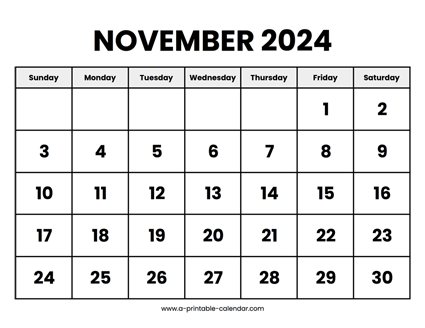 NOVEMBER 2024
Sunday Monday Tuesday Wednesday Thursday Friday Saturday
1 2
3 4 5 6 7 8 9
10 11 12 13 14 15 16
17 18 19 20 21 22 23
24 25 26 27 28 29 30
www.a-printable-calendar.com